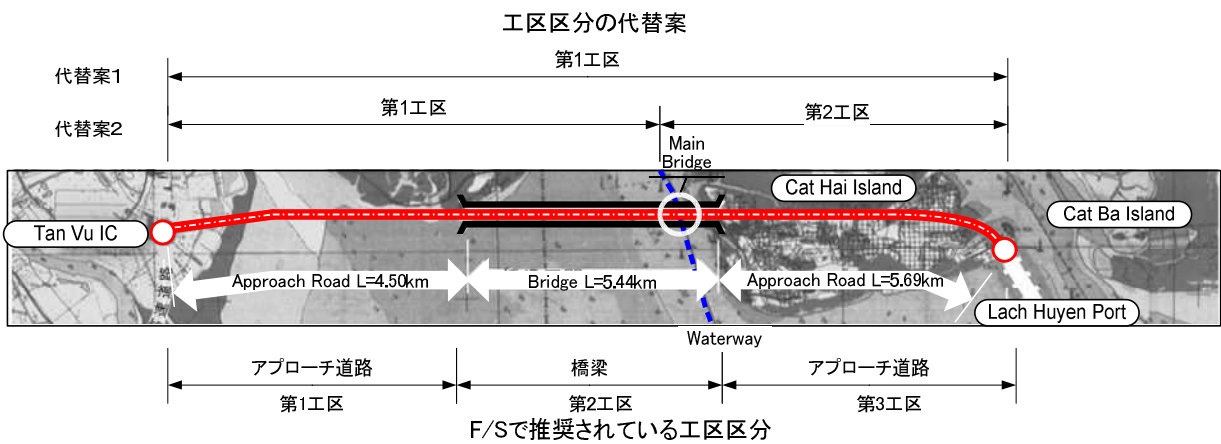 工区区分の代替案
代替案1
第1工区
代替案2
第1工区
第2工区
Main
Bridge
Cat Hai Island
Cat Ba Island
Tan Vu IC
Approach Road L=4.50km
Bridge L=5.44km
Approach Road L=5.69km
Lach Huyen Port
Waterway
アプローチ道路
橋梁
アプローチ道路
第1工区
第2工区
第3工区
F/Sで推奨されている工区区分